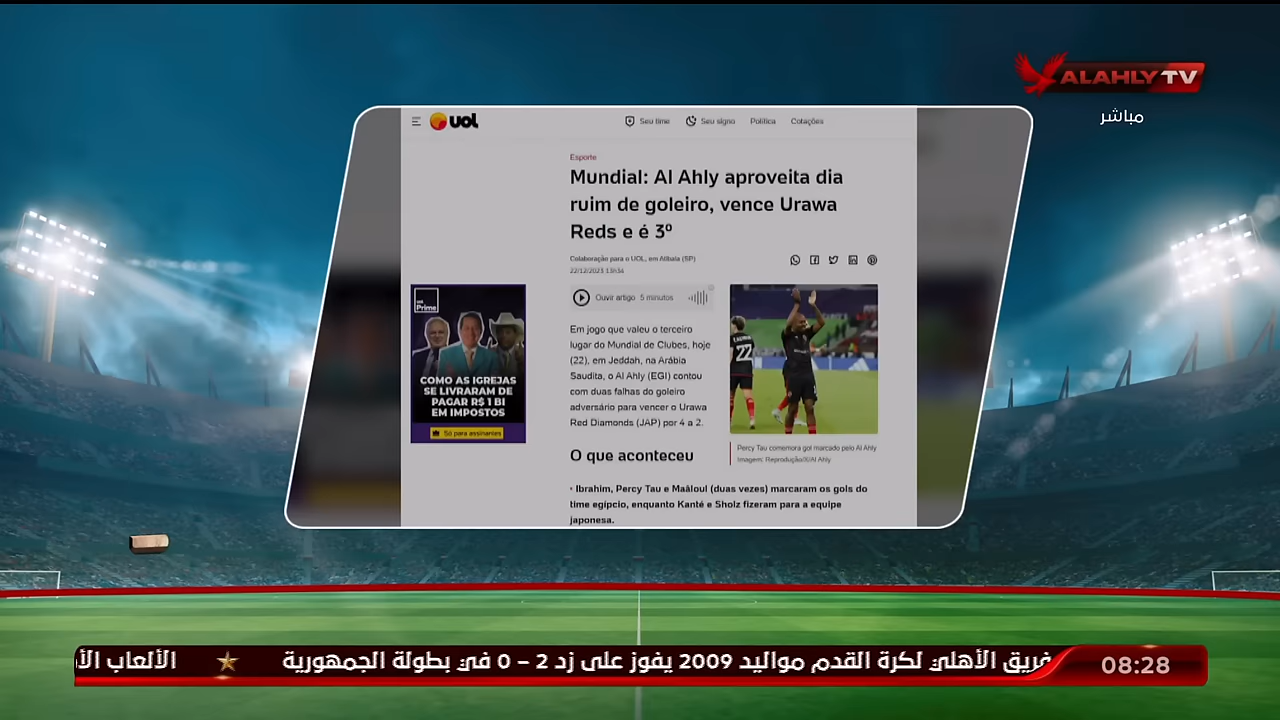 ALAHLY TV
مباشر
uol
Seu time
Seu signo
Política
Cotações
Esporte
Mundial: Al Ahly aproveita dia
ruim de goleiro, vence Urawa
Reds e é 3º
Colaboração para o UOL, em Atibaia (SP)
22/12/2023 13h34
Ouvir artigo 5 minutos
Em jogo que valeu o terceiro
lugar do Mundial de Clubes, hoje
(22), em Jeddah, na Arábia
Saudita, o Al Ahly (EGI) contou
com duas falhas do goleiro
adversário para vencer o Urawa
Red Diamonds (JAP) por 4 a 2.
22
Percy Tau comemora gol marcado pelo Al Ahly
Imagem: Reprodução/X/Al Ahly
O que aconteceu
· Ibrahim, Percy Tau e Maâloul (duas vezes) marcaram os gols do
time egípcio, enquanto Kanté e Sholz fizeram para a equipe
japonesa.
Prime
COMO AS IGREJAS
SE LIVRARAM DE
PAGAR R$ 1 BI
EM IMPOSTOS
Só para assinantes
فريق الأهلي لكرة القدم مواليد 2009 يفوز على زد 2 – 0 في بطولة الجمهورية ★ الألعاب
08:28